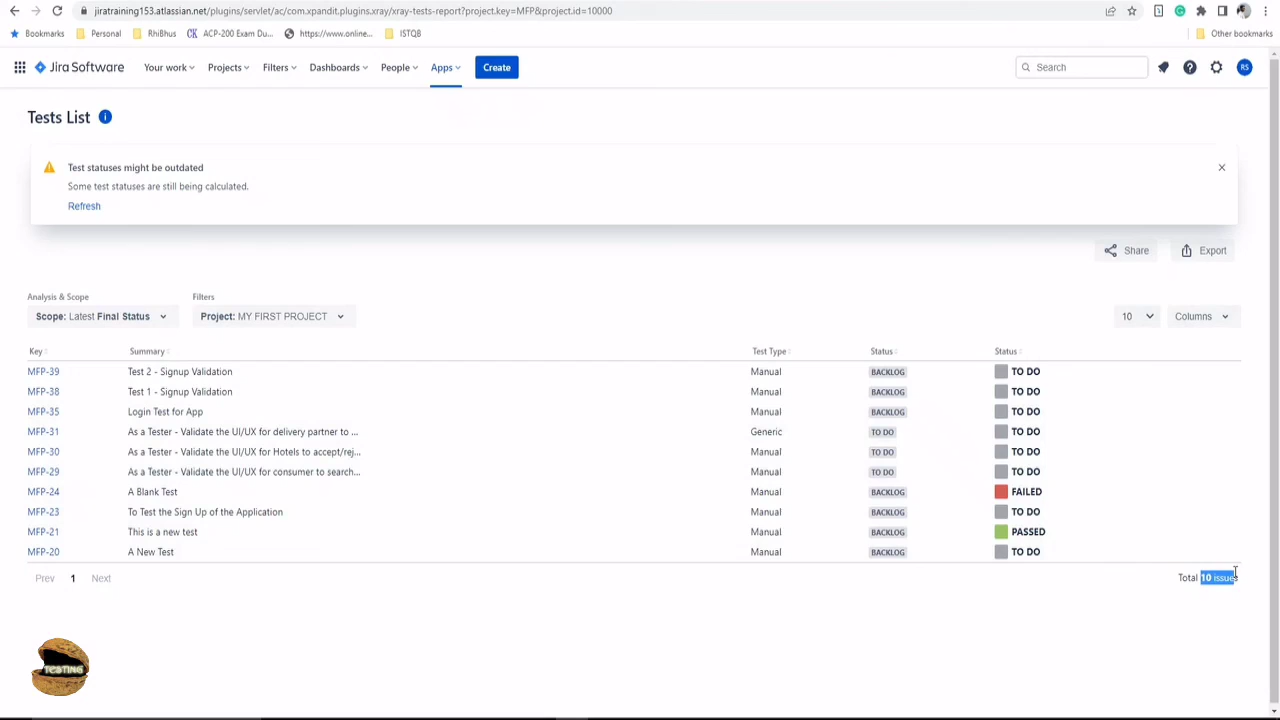 jiratraining153.atlassian.net/plugins/servlet/ac/com.xpandit.plugins.xray/xray-tests-report?project.key=MFP&project.id=10000
Bookmarks Personal RhiBhus CK ACP-200 Exam Du... https://www.online... ISTQB Other bookmarks
Jira Software Your work Projects Filters Dashboards People Apps Create Search RS
Tests List
Test statuses might be outdated
Some test statuses are still being calculated.
Refresh
Share Export
Analysis & Scope Filters
Scope: Latest Final Status Project: MY FIRST PROJECT 10 Columns
Key Summary Test Type Status Status
MFP-39 Test 2 - Signup Validation Manual BACKLOG TO DO
MFP-38 Test 1 - Signup Validation Manual BACKLOG TO DO
MFP-35 Login Test for App Manual BACKLOG TO DO
MFP-31 As a Tester - Validate the UI/UX for delivery partner to ... Generic TO DO TO DO
MFP-30 As a Tester - Validate the UI/UX for Hotels to accept/rej... Manual TO DO TO DO
MFP-29 As a Tester - Validate the UI/UX for consumer to search... Manual TO DO TO DO
MFP-24 A Blank Test Manual BACKLOG FAILED
MFP-23 To Test the Sign Up of the Application Manual BACKLOG TO DO
MFP-21 This is a new test Manual BACKLOG PASSED
MFP-20 A New Test Manual BACKLOG TO DO
Prev 1 Next Total 10 issues
TESTING